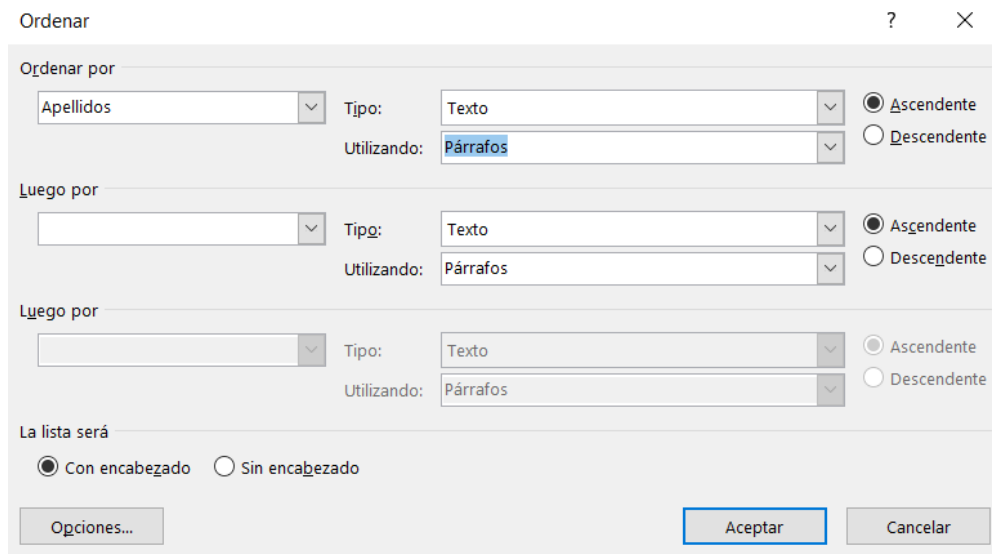 Ordenar ?
Ordenar por
Apellidos Tipo: Texto Ascendente
Utilizando: Párrafos Descendente
Luego por
Tipo: Texto Ascendente
Utilizando: Párrafos Descendente
Luego por
Tipo: Texto Ascendente
Utilizando: Párrafos Descendente
La lista será
Con encabezado Sin encabezado
Opciones... Aceptar Cancelar